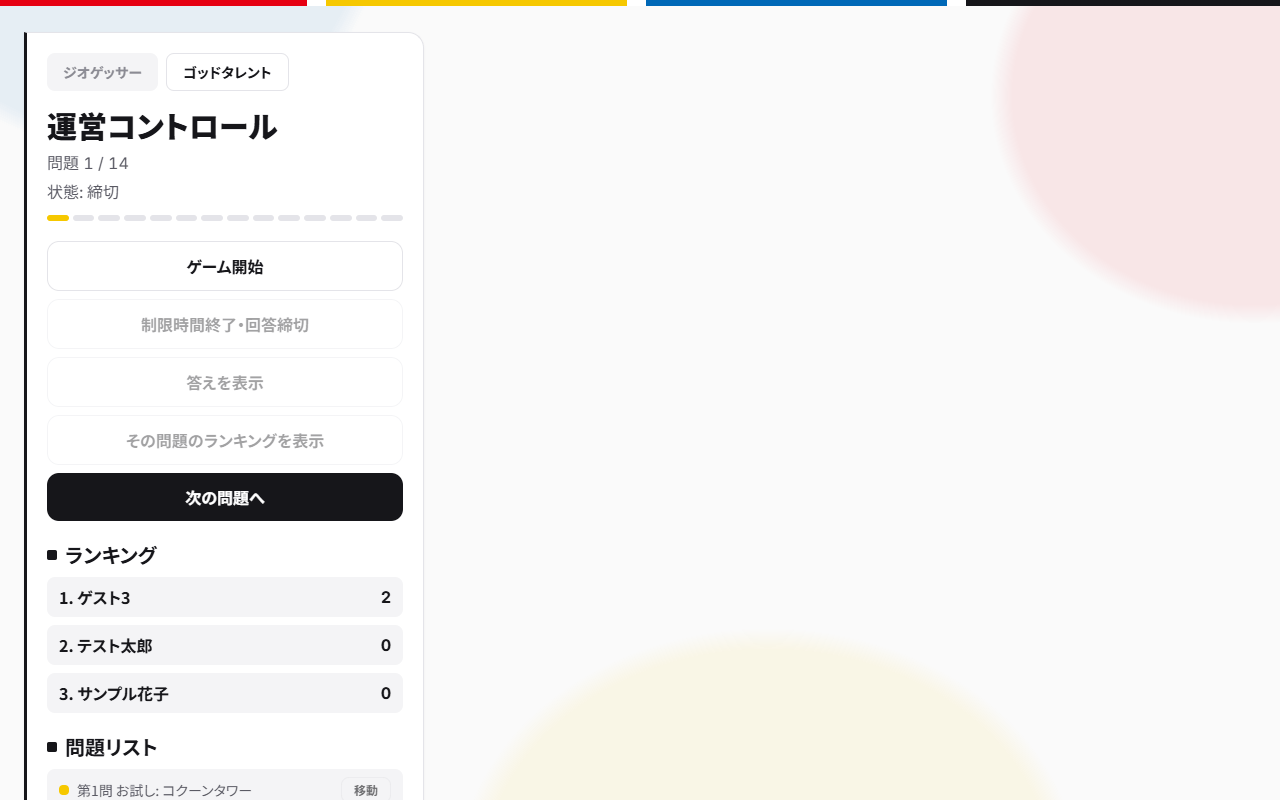 ジオゲッサー
ゴッドタレント
運営コントロール
問題 1 / 14
状態: 締切
ゲーム開始
制限時間終了・回答締切
答えを表示
その問題のランキングを表示
次の問題へ
ランキング
1. ゲスト3 2
2. テスト太郎 0
3. サンプル花子 0
問題リスト
第1問 お試し: コクーンタワー 移動